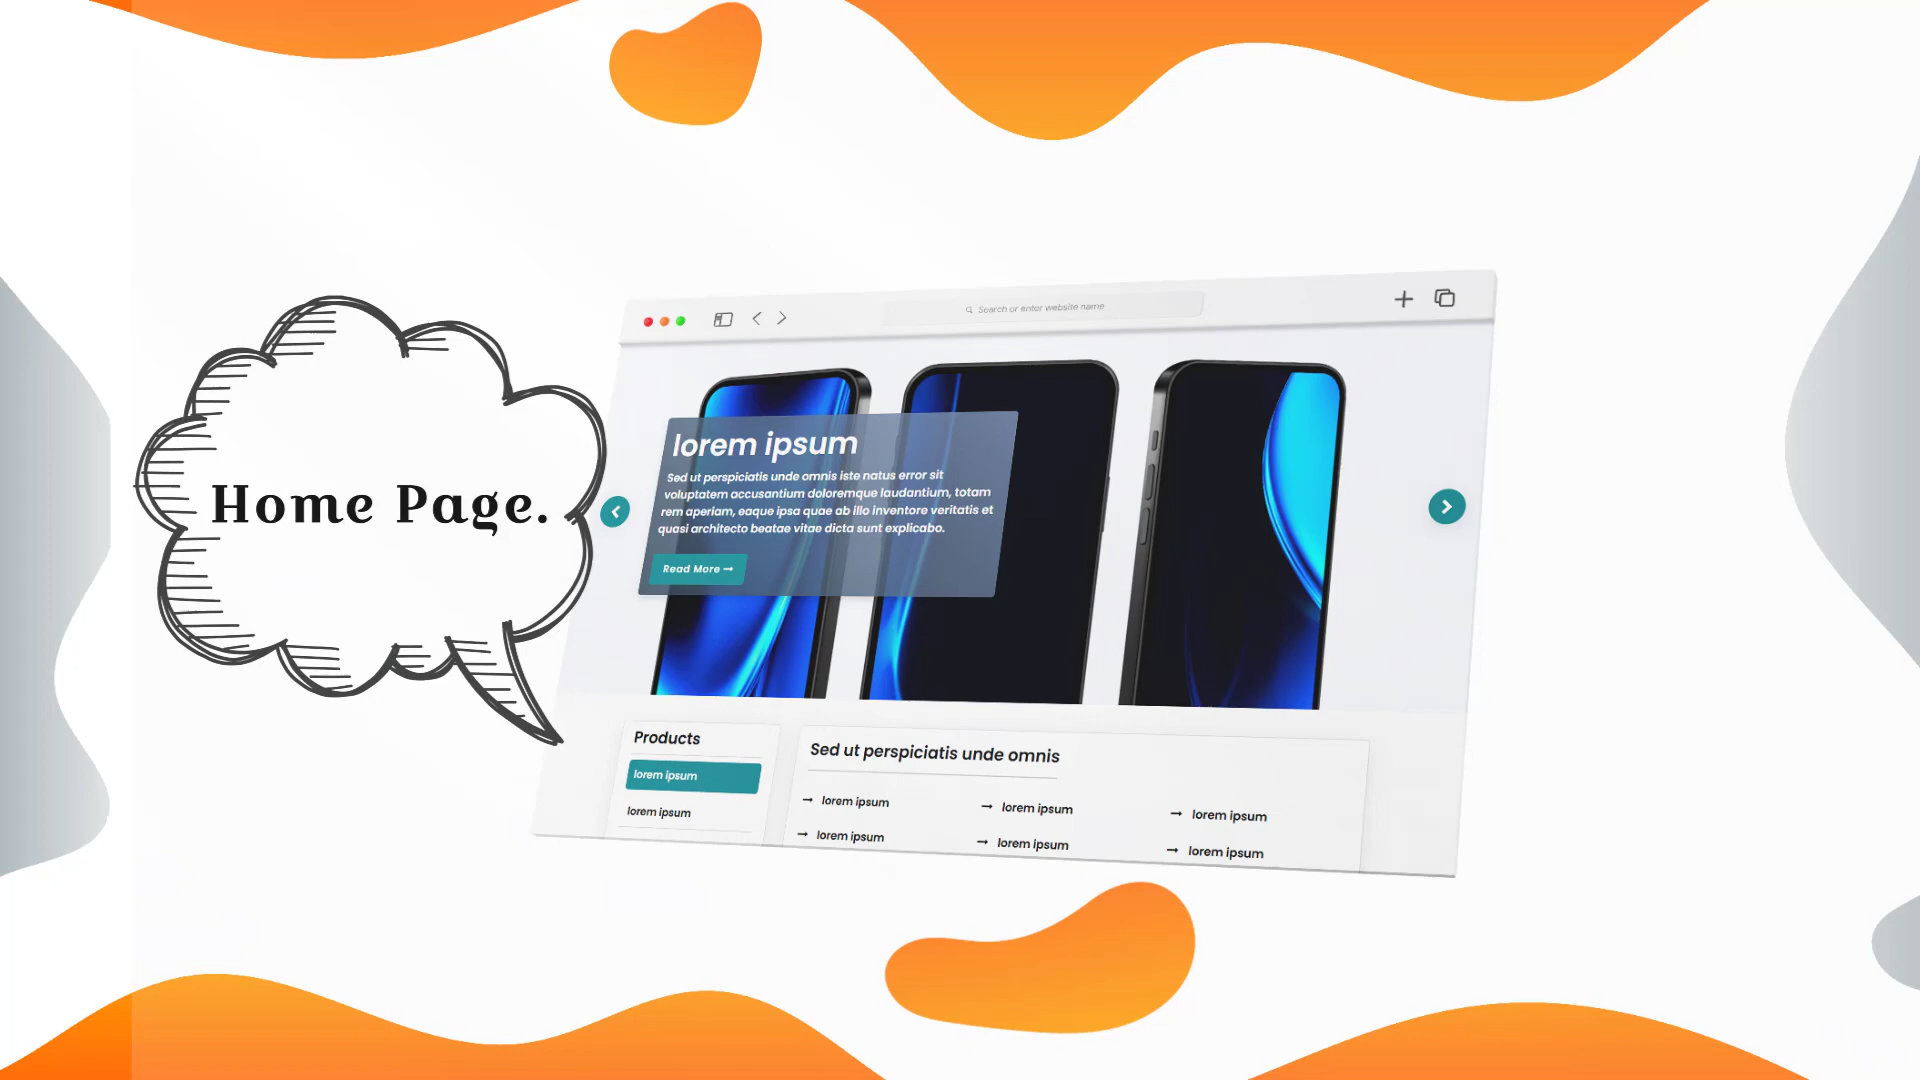 Home Page.
Search or enter website name
lorem ipsum
Sed ut perspiciatis unde omnis iste natus error sit
voluptatem accusantium doloremque laudantium, totam
rem aperiam, eaque ipsa quae ab illo inventore veritatis et
quasi architecto beatae vitae dicta sunt explicabo.
Read More
Products
lorem ipsum
lorem ipsum
Sed ut perspiciatis unde omnis
lorem ipsum
lorem ipsum
lorem ipsum
lorem ipsum
lorem ipsum
lorem ipsum